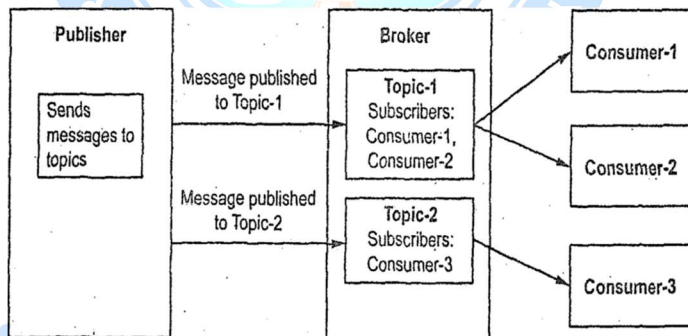 Publisher
Sends
messages to
topics
Message published
to Topic-1
Message published
to Topic-2
Broker
Topic-1
Subscribers:
Consumer-1,
Consumer-2
Topic-2
Subscribers:
Consumer-3
Consumer-1
Consumer-2
Consumer-3